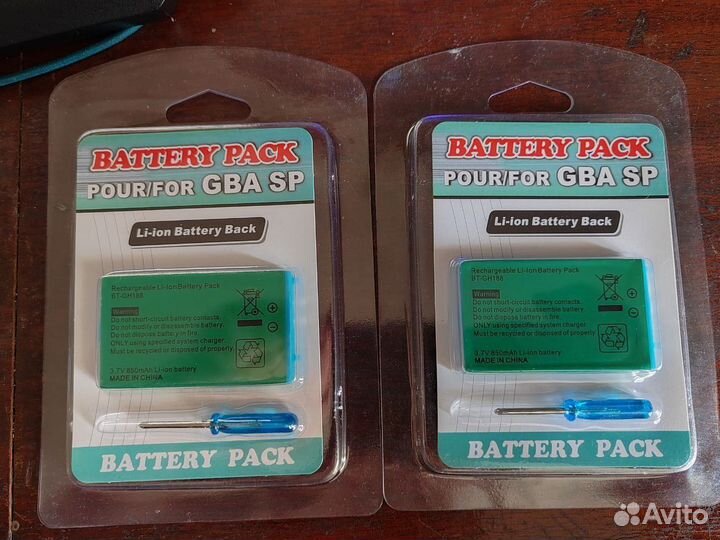 BATTERY PACK
POUR/FOR GBA SP
Li-ion Battery Back
Rechargeable Li-Ion Battery Pack
BT-GH188
Warning
Do not short-circuit battery contacts.
Do not modify or disassemble battery.
Do not dispose battery in fire.
ONLY using specified system charger.
Must be recycled or disposed of properly.
3.7V 850mAh Li-ion battery
MADE IN CHINA
BATTERY PACK
BATTERY PACK
POUR/FOR GBA SP
Li-ion Battery Back
Rechargeable Li-Ion Battery Pack
BT-GH188
Warning
Do not short-circuit battery contacts.
Do not modify or disassemble battery.
Do not dispose battery in fire.
ONLY using specified system charger.
Must be recycled or disposed of properly.
3.7V 850mAh Li-ion battery
MADE IN CHINA
BATTERY PACK
Avito